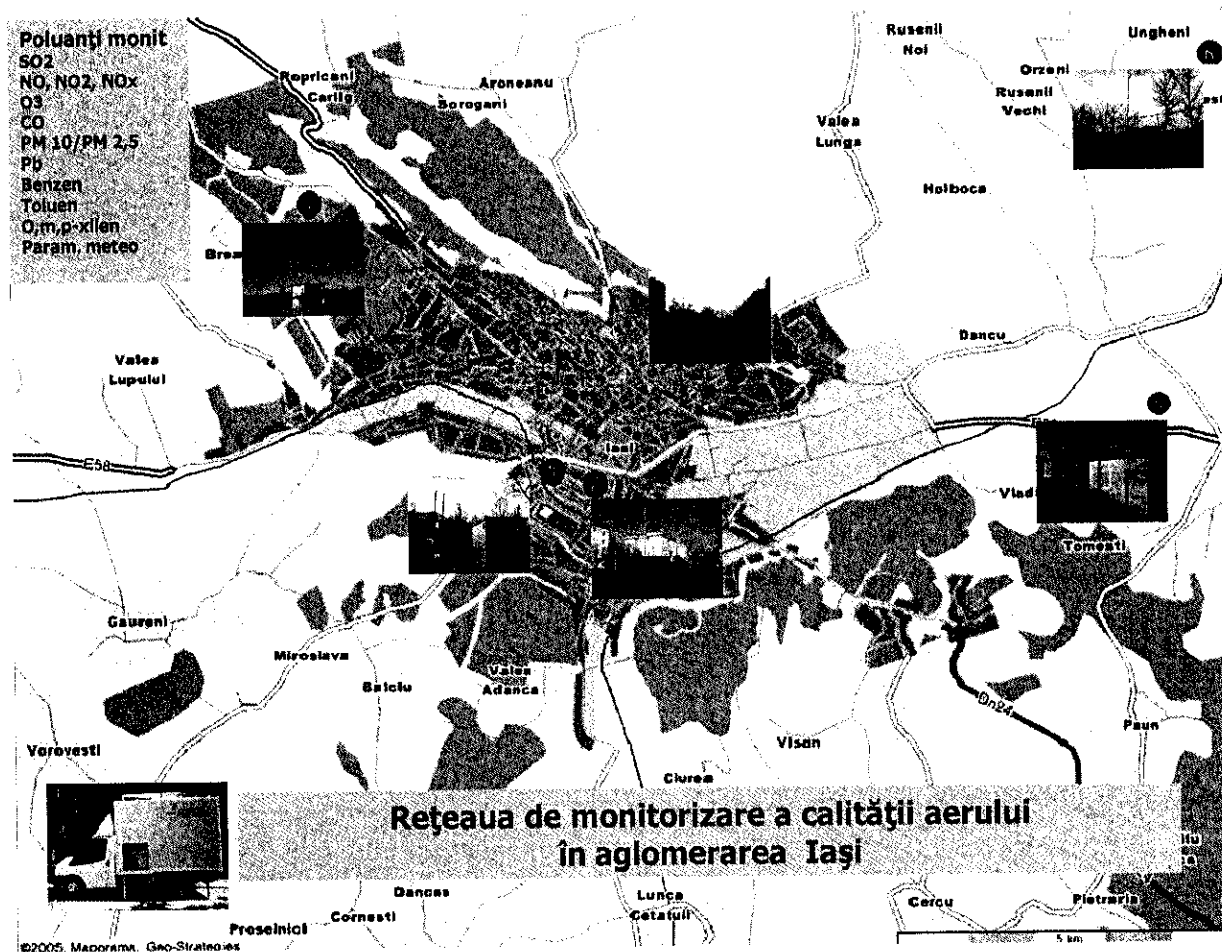 Poluanţi monit
SO2
NO, NO2, NOx
O3
CO
PM 10/PM 2,5
Pb
Benzen
Toluen
O,m,p-xilen
Param. meteo
Rusenii
Noi
Ungheni
Orzeni
Rusenii
Vechi
Popricani
Carlig
Aroneanu
Sorogani
Valea
Lunga
Holboca
Valea
Lupului
Dancu
Iasi
E58
Tomesti
Gaureni
Miroslava
Balciu
Valea
Adanca
Dn24
Paun
Visan
Vorovesti
Ciurea
Reţeaua de monitorizare a calităţii aerului
în aglomerarea Iaşi
Dancas
Lunca
Cetatuii
Cercu
Pietraria
Cornesti
Proselnici
©2005, Maporama, Geo-Strategies
5 km